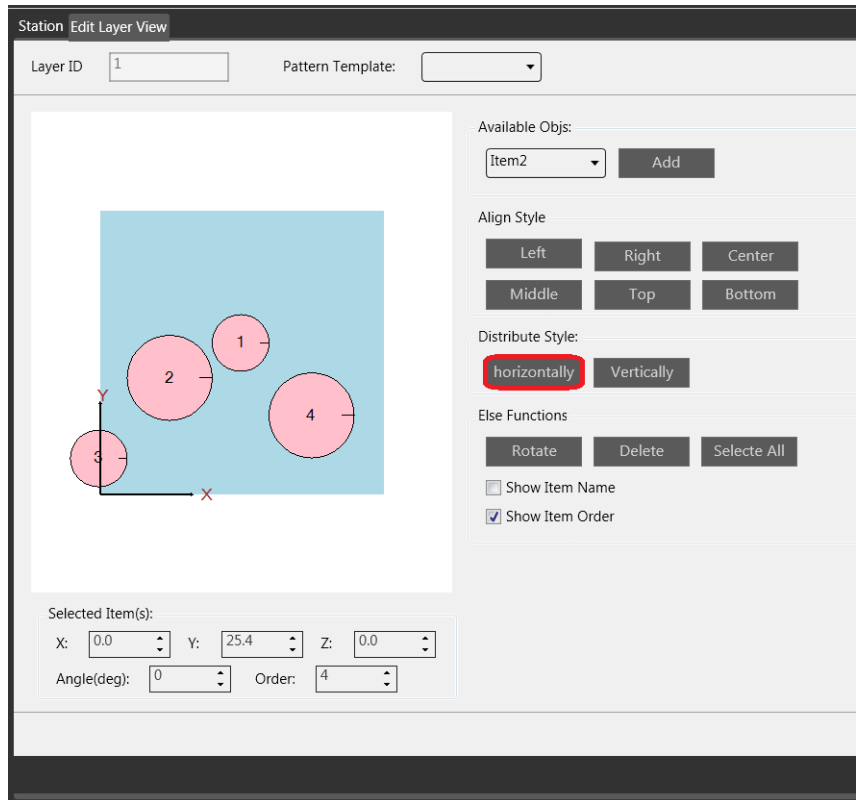 Station Edit Layer View
Layer ID 1 Pattern Template:
Available Objs:
Item2 Add
Align Style
Left Right Center
Middle Top Bottom
Distribute Style:
horizontally Vertically
Else Functions
Rotate Delete Selecte All
Show Item Name
Show Item Order
1
2
4
Y
3
X
Selected Item(s):
X: 0.0 Y: 25.4 Z: 0.0
Angle(deg): 0 Order: 4